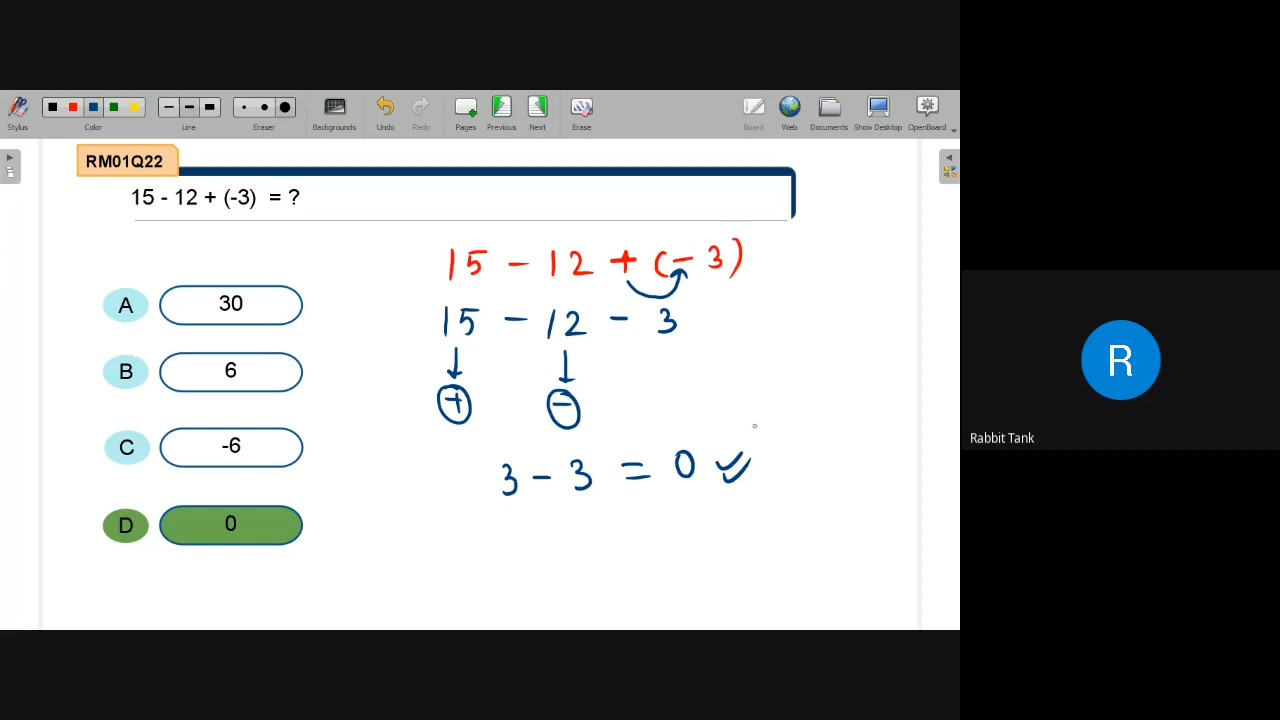 Stylus Color Line Eraser Backgrounds Undo Redo Pages Previous Next Erase Board Web Documents Show Desktop OpenBoard
RM01Q22
15 - 12 + (-3) = ?
15 - 12 + (- 3)
A 30
15 - 12 - 3
B 6
+ -
C -6
3 - 3 = 0
D 0
R
Rabbit Tank